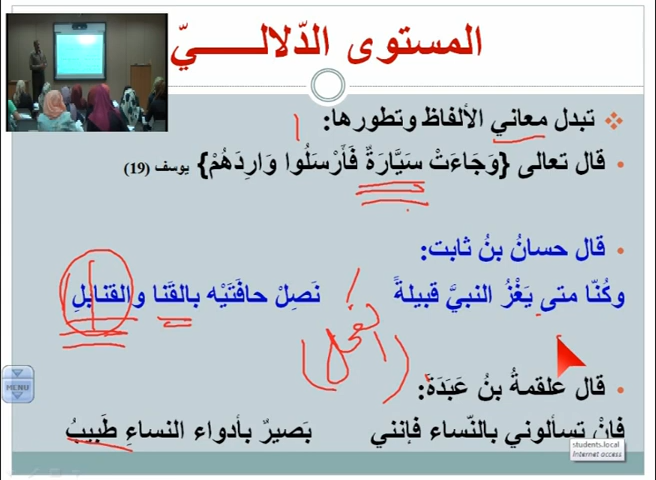 المستوى الدّلالـــــيّ
تبدل معاني الألفاظ وتطورها:
قال تعالى {وَجَاءَتْ سَيَّارَةٌ فَأَرْسَلُوا وَارِدَهُمْ} يوسف (19)
قال حسانُ بنُ ثابت:
وكُنّا متى يَغْزُ النبيَّ قبيلةً نَصِلْ حافَتَيْه بالقَنا والقنابلِ
قال علقمةُ بنُ عَبَدَة:
فإنْ تسألوني بالنّساء فإنني بَصيرٌ بأدواء النساءِ طَبيبُ
MENU
students.local
Internet access